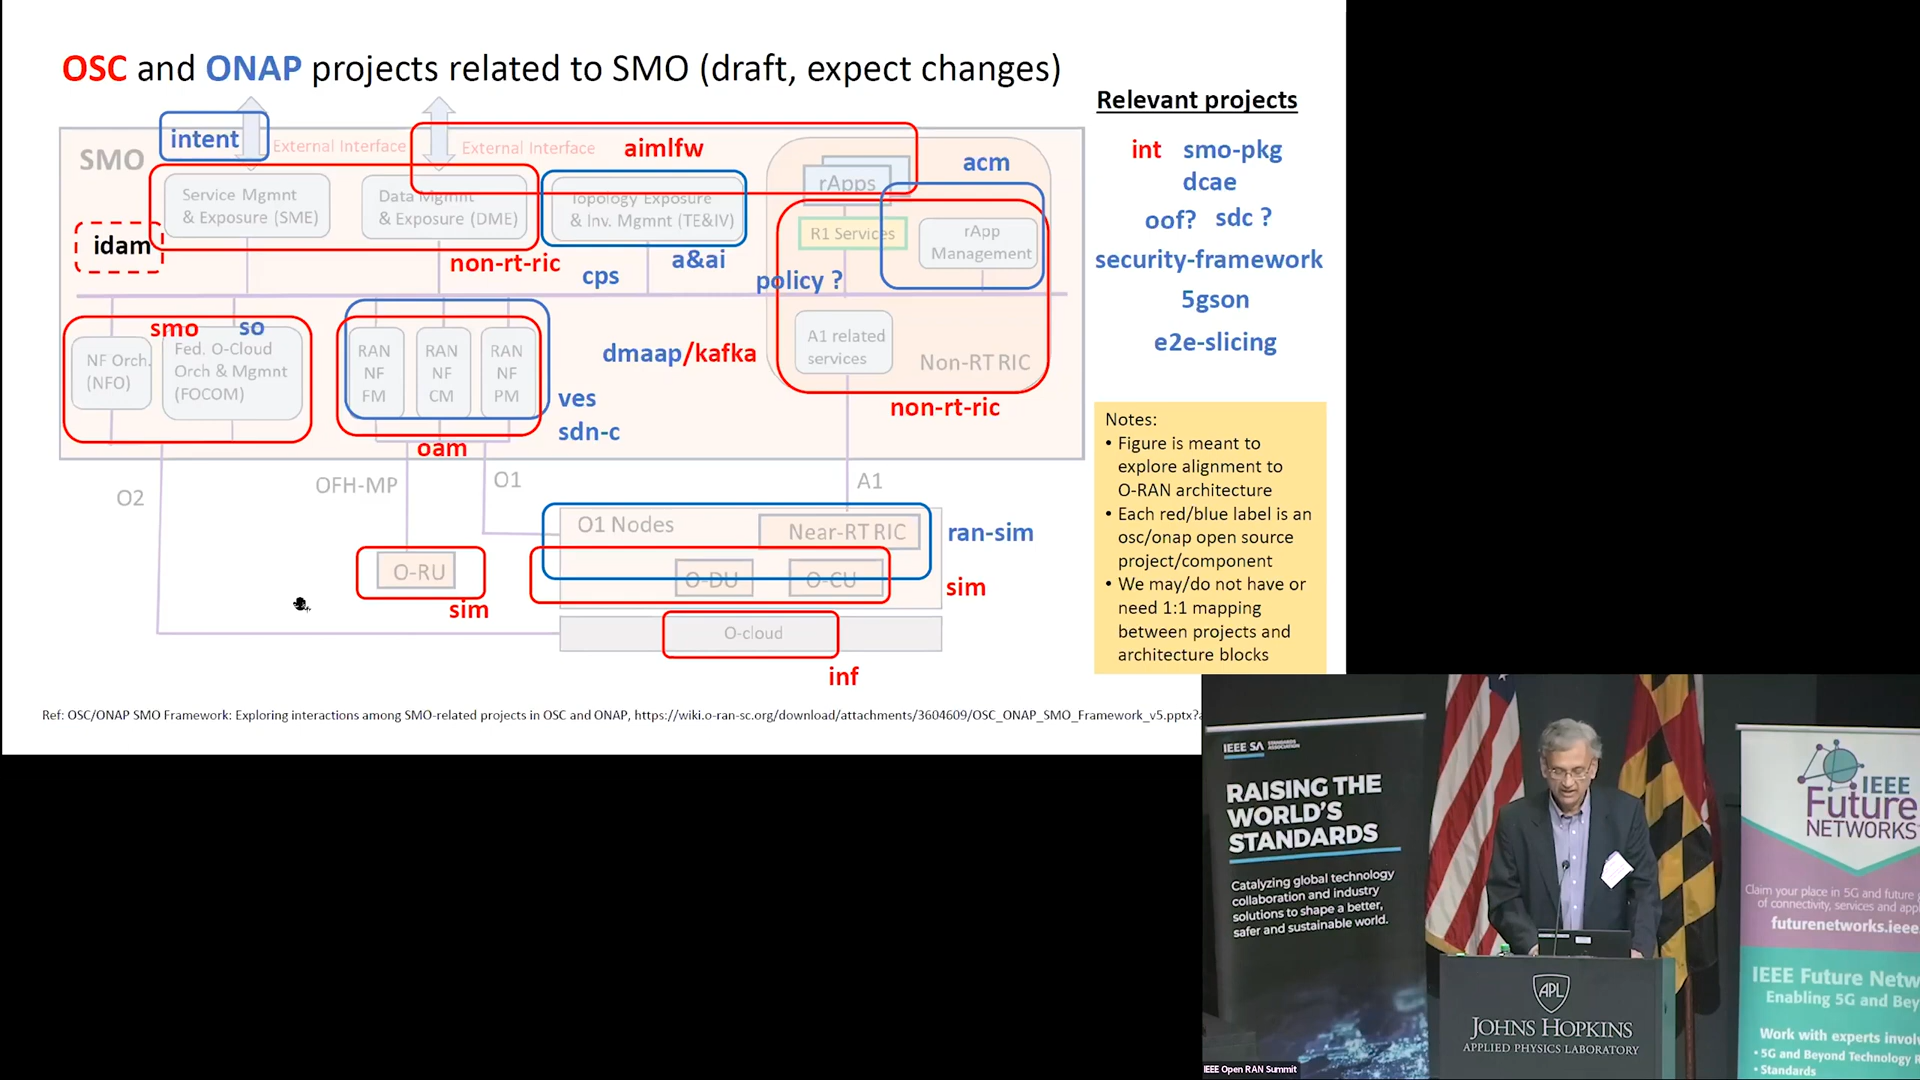 OSC and ONAP projects related to SMO (draft, expect changes)
SMO
intent
External Interface
External Interface
aimlfw
acm
Service Mgmnt
& Exposure (SME)
Data Mgmnt
& Exposure (DME)
Topology Exposure
& Inv. Mgmnt (TE&IV)
rApps
R1 Services
rApp
Management
idam
non-rt-ric
cps
a&ai
policy ?
smo
so
NF Orch.
(NFO)
Fed. O-Cloud
Orch & Mgmnt
(FOCOM)
RAN
NF
FM
RAN
NF
CM
RAN
NF
PM
dmaap/kafka
A1 related
services
Non-RT RIC
ves
sdn-c
oam
non-rt-ric
O2
OFH-MP
O1
A1
O1 Nodes
Near-RT RIC
ran-sim
O-RU
O-DU
O-CU
sim
sim
O-cloud
inf
Relevant projects
int smo-pkg
dcae
oof? sdc ?
security-framework
5gson
e2e-slicing
Notes:
• Figure is meant to
explore alignment to
O-RAN architecture
• Each red/blue label is an
osc/onap open source
project/component
• We may/do not have or
need 1:1 mapping
between projects and
architecture blocks
Ref: OSC/ONAP SMO Framework: Exploring interactions among SMO-related projects in OSC and ONAP, https://wiki.o-ran-sc.org/download/attachments/3604609/OSC_ONAP_SMO_Framework_v5.pptx?a
IEEE SA STANDARDS ASSOCIATION
RAISING THE
WORLD'S
STANDARDS
Catalyzing global technology
collaboration and industry
solutions to shape a better,
safer and sustainable world.
APL
JOHNS HOPKINS
APPLIED PHYSICS LABORATORY
IEEE
Future
NETWORKS
Claim your place in 5G and future
of connectivity, services and
futurenetworks.ieee
IEEE Future Netw
Enabling 5G and Bey
Work with experts involv
• 5G and Beyond Technology R
• Standards
IEEE Open RAN Summit